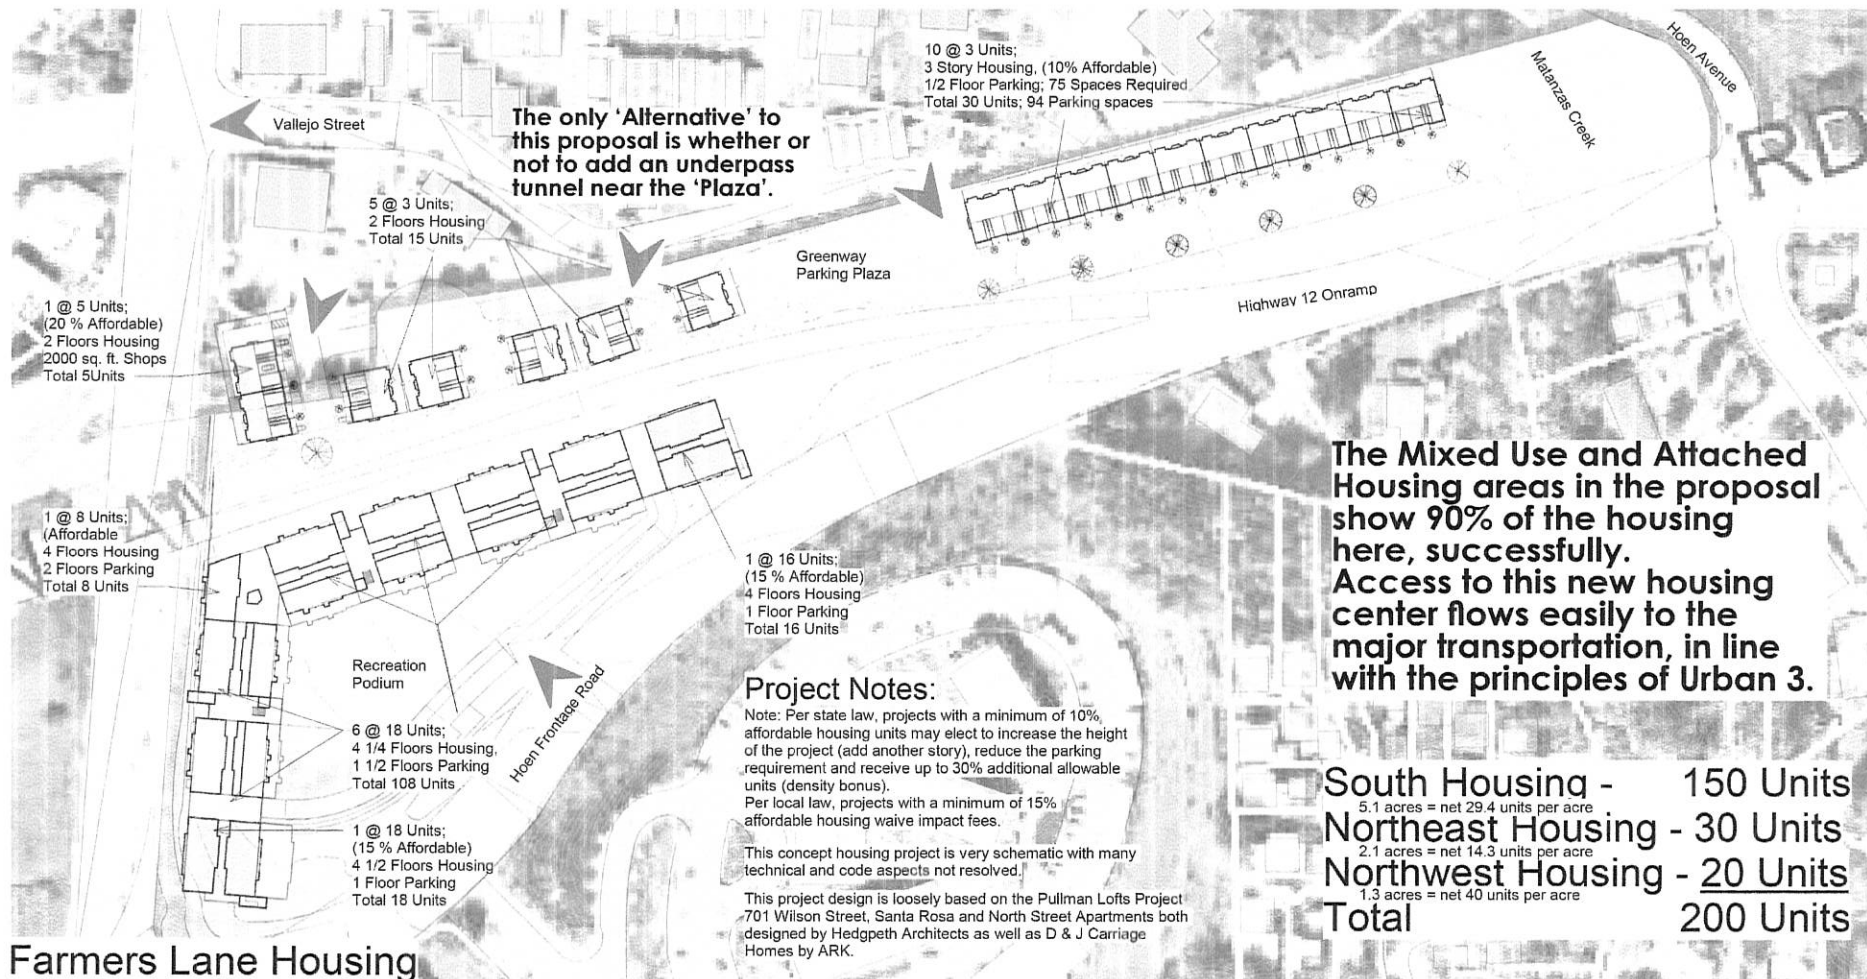 10 @ 3 Units;
3 Story Housing, (10% Affordable)
1/2 Floor Parking; 75 Spaces Required
Total 30 Units; 94 Parking spaces
Hoen Avenue
Matanzas Creek
RD
Vallejo Street
The only ‘Alternative’ to
this proposal is whether or
not to add an underpass
tunnel near the ‘Plaza’.
5 @ 3 Units;
2 Floors Housing
Total 15 Units
Greenway
Parking Plaza
Highway 12 Onramp
1 @ 5 Units;
(20 % Affordable)
2 Floors Housing
2000 sq. ft. Shops
Total 5Units
1 @ 8 Units;
(Affordable
4 Floors Housing
2 Floors Parking
Total 8 Units
1 @ 16 Units;
(15 % Affordable)
4 Floors Housing
1 Floor Parking
Total 16 Units
Recreation
Podium
Hoen Frontage Road
6 @ 18 Units;
4 1/4 Floors Housing,
1 1/2 Floors Parking
Total 108 Units
1 @ 18 Units;
(15 % Affordable)
4 1/2 Floors Housing
1 Floor Parking
Total 18 Units
Project Notes:
Note: Per state law, projects with a minimum of 10%
affordable housing units may elect to increase the height
of the project (add another story), reduce the parking
requirement and receive up to 30% additional allowable
units (density bonus).
Per local law, projects with a minimum of 15%
affordable housing waive impact fees.
This concept housing project is very schematic with many
technical and code aspects not resolved.
This project design is loosely based on the Pullman Lofts Project
701 Wilson Street, Santa Rosa and North Street Apartments both
designed by Hedgpeth Architects as well as D & J Carriage
Homes by ARK.
The Mixed Use and Attached
Housing areas in the proposal
show 90% of the housing
here, successfully.
Access to this new housing
center flows easily to the
major transportation, in line
with the principles of Urban 3.
South Housing - 150 Units
5.1 acres = net 29.4 units per acre
Northeast Housing - 30 Units
2.1 acres = net 14.3 units per acre
Northwest Housing - 20 Units
1.3 acres = net 40 units per acre
Total 200 Units
Farmers Lane Housing